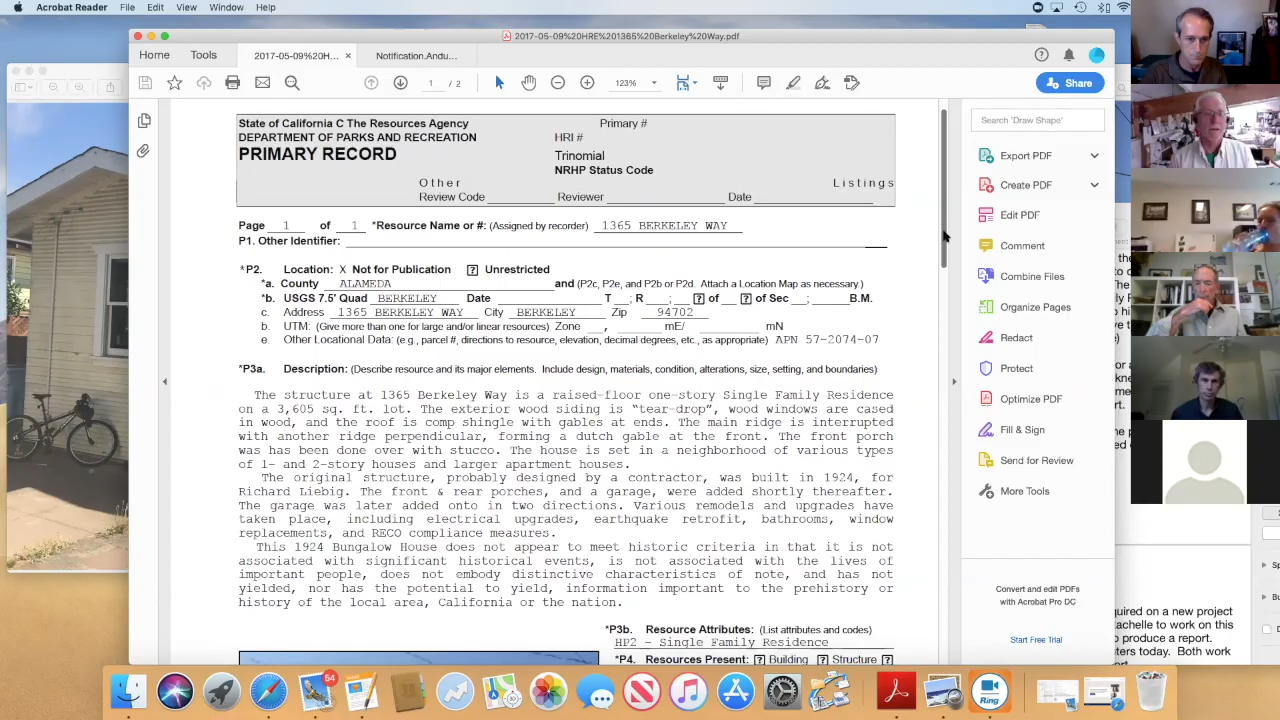 Acrobat Reader File Edit View Window Help
2017-05-09%20HRE%201365%20Berkeley%20Way.pdf
Home Tools 2017-05-09%20H... × Notification.Andu...
/ 2 123% Share
State of California C The Resources Agency Primary #
DEPARTMENT OF PARKS AND RECREATION HRI #
PRIMARY RECORD Trinomial
NRHP Status Code
Other Listings
Review Code Reviewer Date
Page 1 of 1 *Resource Name or #: (Assigned by recorder) 1365 BERKELEY WAY
P1. Other Identifier:
*P2. Location: X Not for Publication ? Unrestricted
*a. County ALAMEDA and (P2c, P2e, and P2b or P2d. Attach a Location Map as necessary.)
*b. USGS 7.5' Quad BERKELEY Date T ; R ; ? of ? of Sec ; B.M.
c. Address 1365 BERKELEY WAY City BERKELEY Zip 94702
b. UTM: (Give more than one for large and/or linear resources) Zone , mE/ mN
e. Other Locational Data: (e.g., parcel #, directions to resource, elevation, decimal degrees, etc., as appropriate) APN 57-2074-07
*P3a. Description: (Describe resource and its major elements. Include design, materials, condition, alterations, size, setting, and boundaries)
The structure at 1365 Berkeley Way is a raised-floor one-story Single Family Residence
on a 3,605 sq. ft. lot. The exterior wood siding is "tear-drop", wood windows are cased
in wood, and the roof is comp shingle with gables at ends. The main ridge is interrupted
with another ridge perpendicular, forming a dutch gable at the front. The front porch
was has been done over with stucco. The house is set in a neighborhood of various types
of 1- and 2-story houses and larger apartment houses.
The original structure, probably designed by a contractor, was built in 1924, for
Richard Liebig. The front & rear porches, and a garage, were added shortly thereafter.
The garage was later added onto in two directions. Various remodels and upgrades have
taken place, including electrical upgrades, earthquake retrofit, bathrooms, window
replacements, and RECO compliance measures.
This 1924 Bungalow House does not appear to meet historic criteria in that it is not
associated with significant historical events, is not associated with the lives of
important people, does not embody distinctive characteristics of note, and has not
yielded, nor has the potential to yield, information important to the prehistory or
history of the local area, California or the nation.
*P3b. Resource Attributes: (List attributes and codes)
HP2 - Single Family Residence
*P4. Resources Present: ? Building ? Structure ?
Search 'Draw Shape'
Export PDF
Create PDF
Edit PDF
Comment
Combine Files
Organize Pages
Redact
Protect
Optimize PDF
Fill & Sign
Send for Review
More Tools
Convert and edit PDFs
with Acrobat Pro DC
Start Free Trial
quired on a new project
achelle to work on this
o produce a report.
ters today. Both work
64
Ring